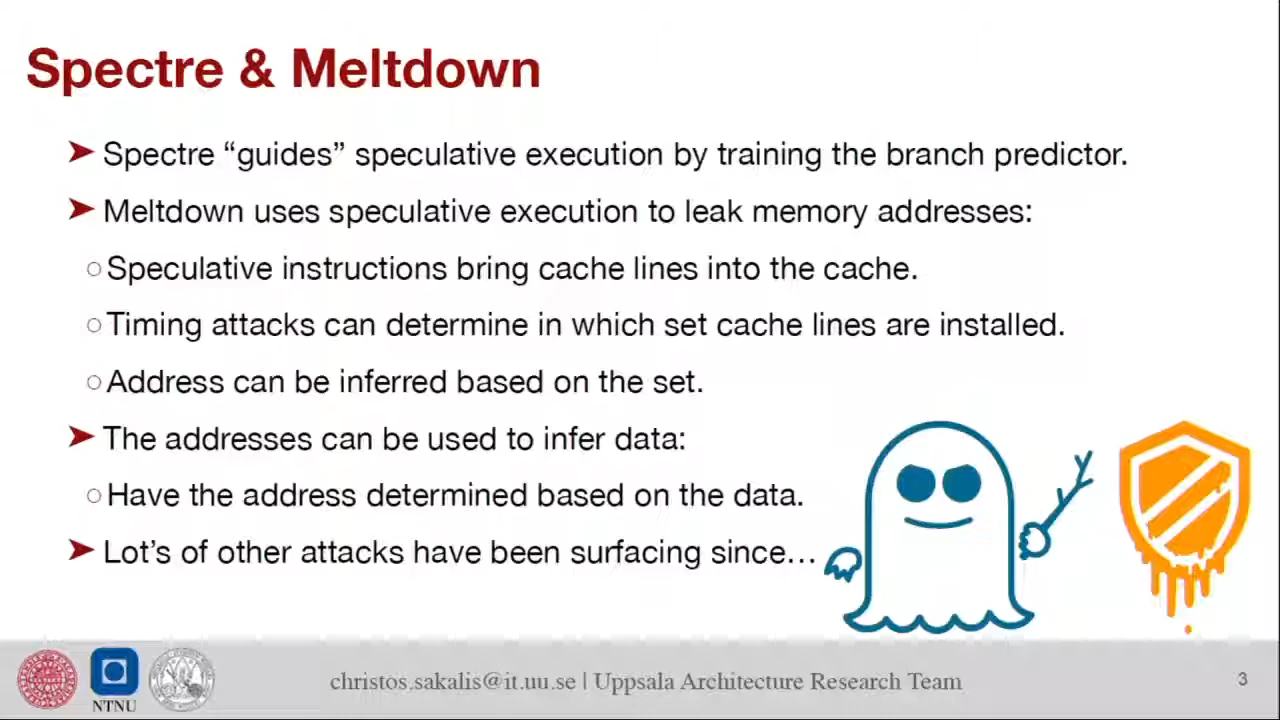 Spectre & Meltdown
➤ Spectre “guides” speculative execution by training the branch predictor.
➤ Meltdown uses speculative execution to leak memory addresses:
○ Speculative instructions bring cache lines into the cache.
○ Timing attacks can determine in which set cache lines are installed.
○ Address can be inferred based on the set.
➤ The addresses can be used to infer data:
○ Have the address determined based on the data.
➤ Lot’s of other attacks have been surfacing since…
NTNU
christos.sakalis@it.uu.se | Uppsala Architecture Research Team
3